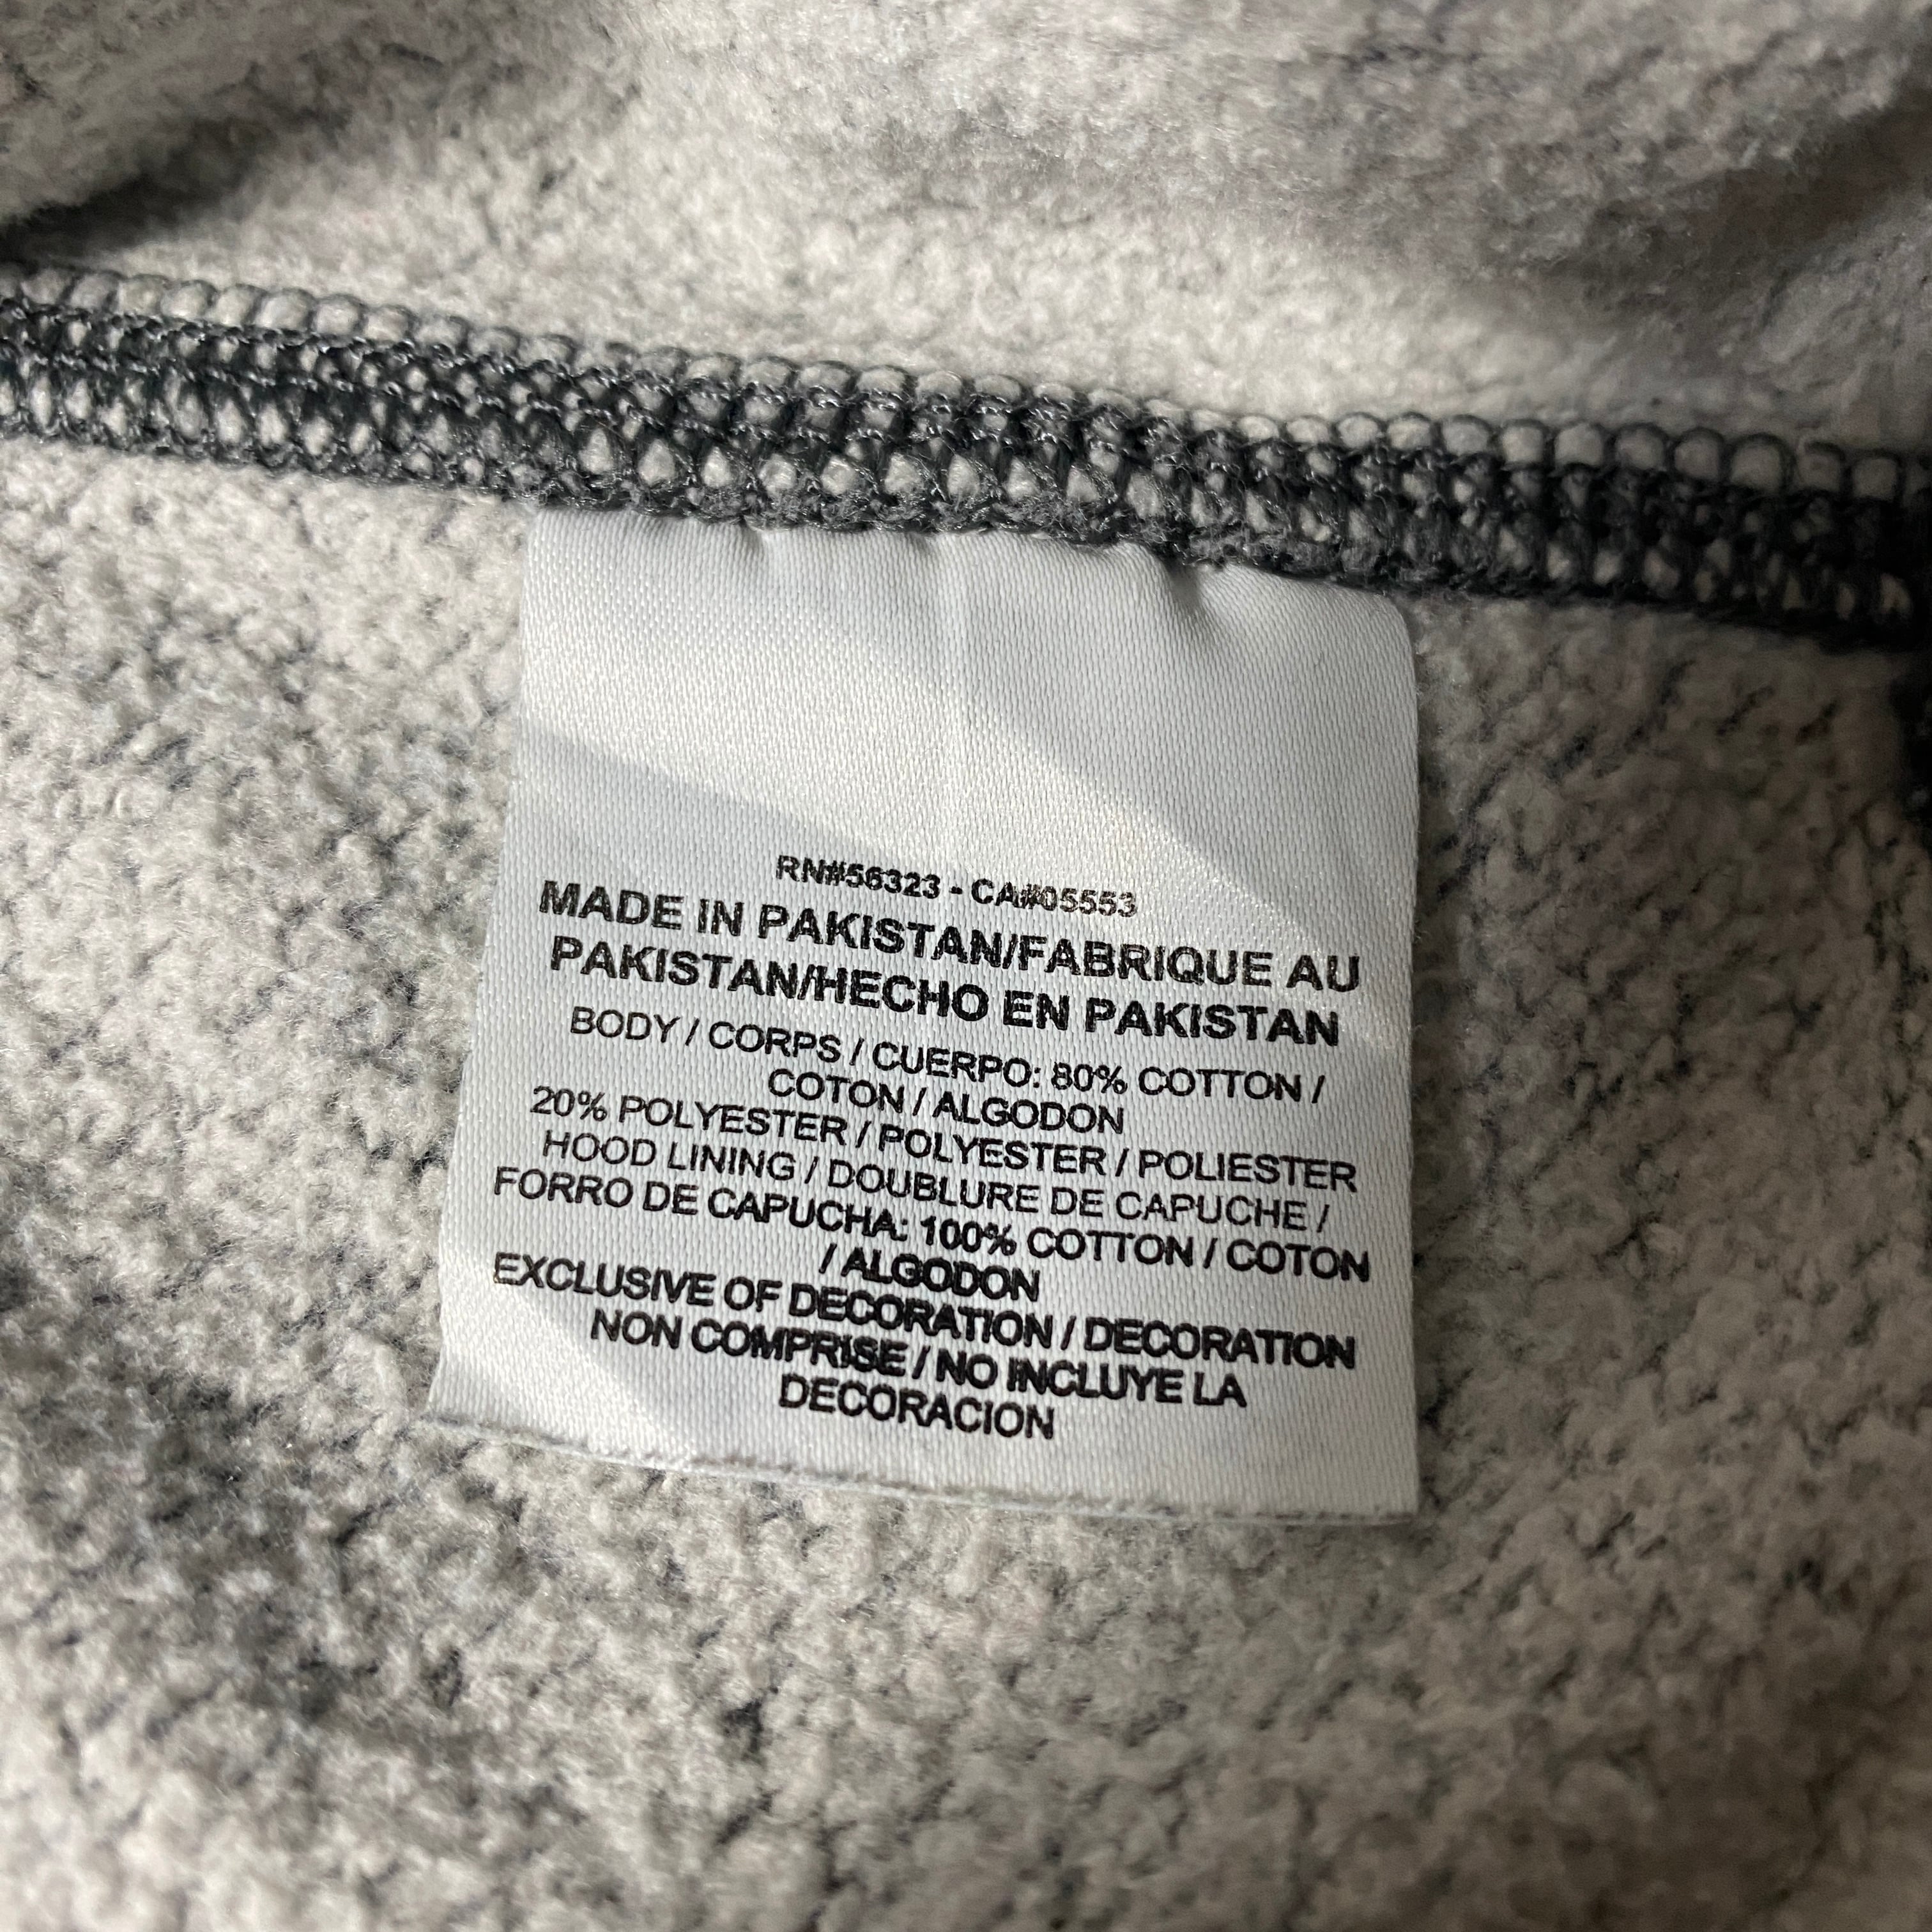 RN#56323 - CA#05553
MADE IN PAKISTAN/FABRIQUE AU
PAKISTAN/HECHO EN PAKISTAN
BODY / CORPS / CUERPO: 80% COTTON /
COTON / ALGODON
20% POLYESTER / POLYESTER / POLIESTER
HOOD LINING / DOUBLURE DE CAPUCHE /
FORRO DE CAPUCHA: 100% COTTON / COTON
/ ALGODON
EXCLUSIVE OF DECORATION / DECORATION
NON COMPRISE / NO INCLUYE LA
DECORACION